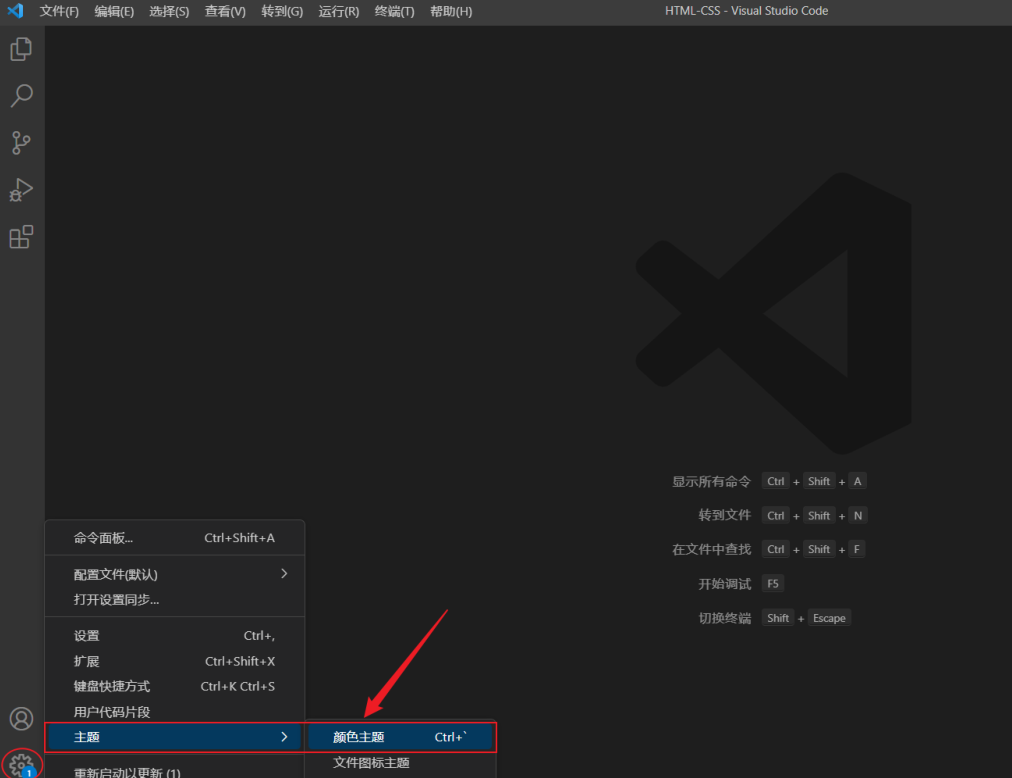 文件(F) 编辑(E) 选择(S) 查看(V) 转到(G) 运行(R) 终端(T) 帮助(H) HTML-CSS - Visual Studio Code
显示所有命令 Ctrl + Shift + A
转到文件 Ctrl + Shift + N
在文件中查找 Ctrl + Shift + F
开始调试 F5
切换终端 Shift + Escape
命令面板... Ctrl+Shift+A
配置文件(默认)
打开设置同步...
设置 Ctrl+,
扩展 Ctrl+Shift+X
键盘快捷方式 Ctrl+K Ctrl+S
用户代码片段
主题
颜色主题 Ctrl+`
文件图标主题
重新启动以更新 (1)
1